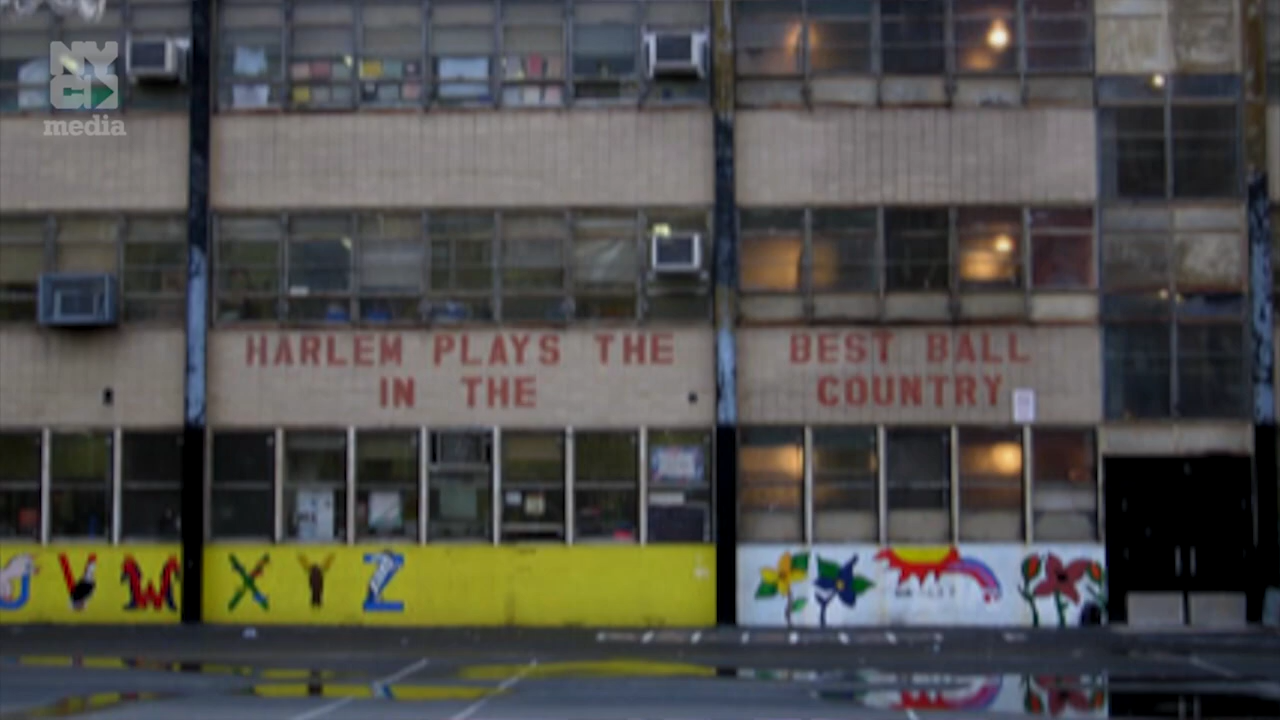 NYC
media
HARLEM PLAYS THE BEST BALL
IN THE COUNTRY
U V W X Y Z